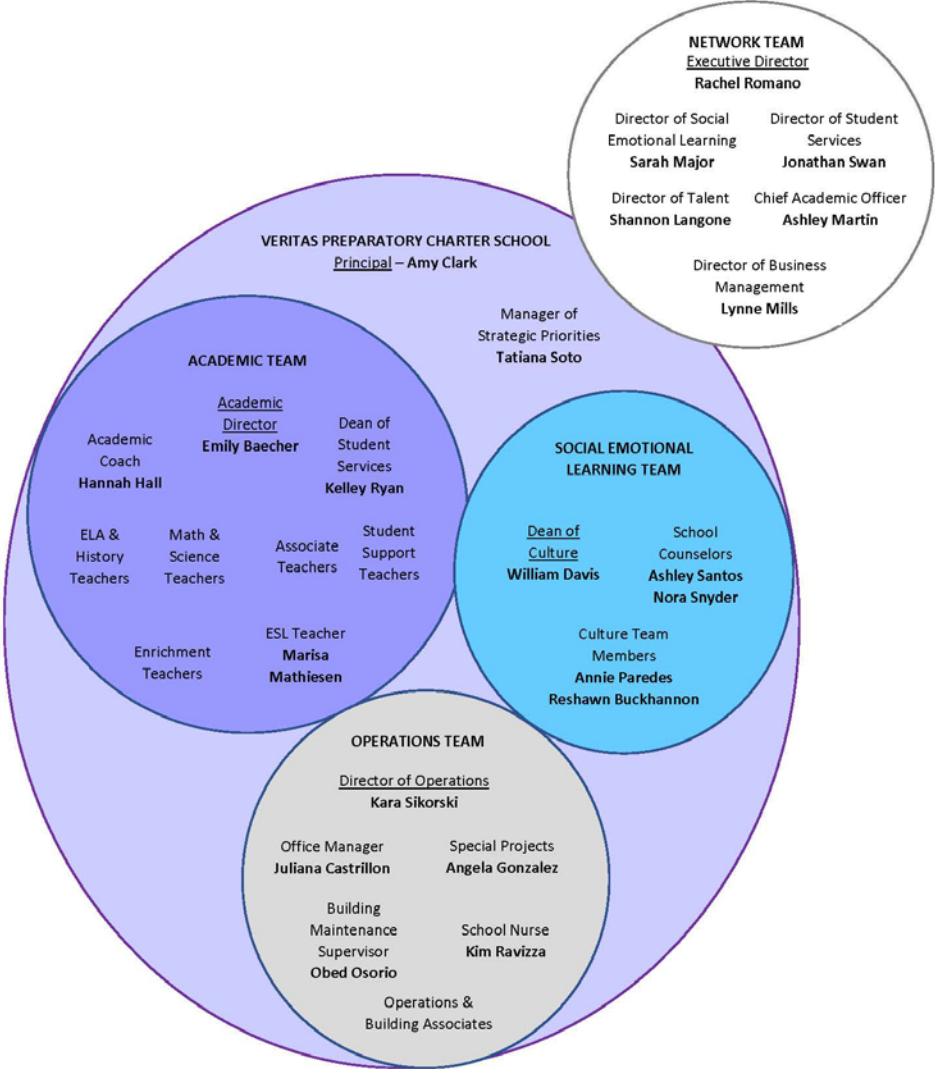 NETWORK TEAM
Executive Director
Rachel Romano
Director of Social
Emotional Learning
Sarah Major
Director of Student
Services
Jonathan Swan
Director of Talent
Shannon Langone
Chief Academic Officer
Ashley Martin
Director of Business
Management
Lynne Mills
VERITAS PREPARATORY CHARTER SCHOOL
Principal – Amy Clark
Manager of
Strategic Priorities
Tatiana Soto
ACADEMIC TEAM
Academic
Director
Emily Baecher
Academic
Coach
Hannah Hall
Dean of
Student
Services
Kelley Ryan
ELA &
History
Teachers
Math &
Science
Teachers
Associate
Teachers
Student
Support
Teachers
Enrichment
Teachers
ESL Teacher
Marisa
Mathiesen
SOCIAL EMOTIONAL
LEARNING TEAM
Dean of
Culture
William Davis
School
Counselors
Ashley Santos
Nora Snyder
Culture Team
Members
Annie Paredes
Reshawn Buckhannon
OPERATIONS TEAM
Director of Operations
Kara Sikorski
Office Manager
Juliana Castrillon
Special Projects
Angela Gonzalez
Building
Maintenance
Supervisor
Obed Osorio
School Nurse
Kim Ravizza
Operations &
Building Associates